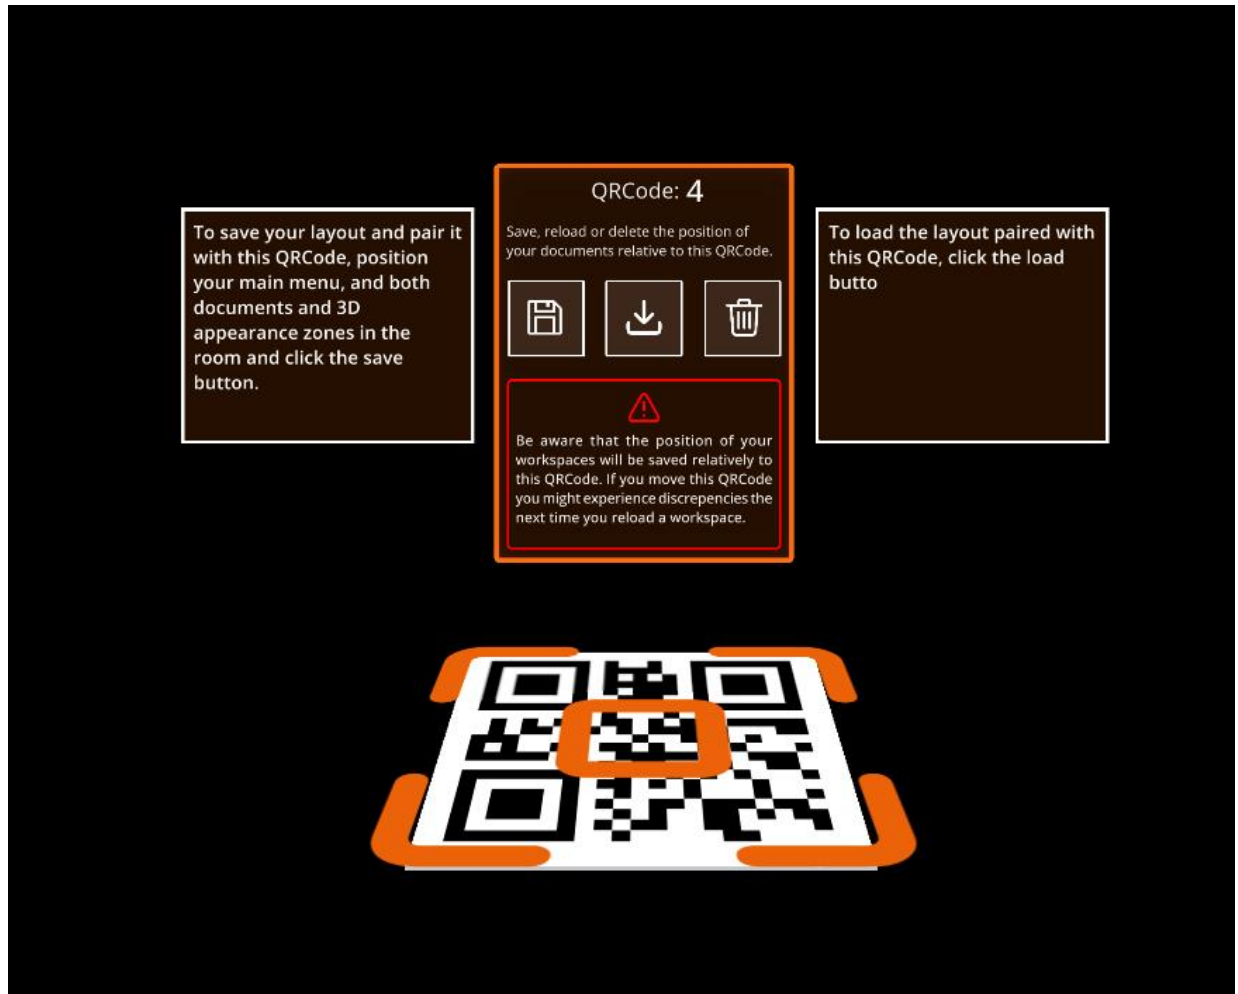 To save your layout and pair it
with this QRCode, position
your main menu, and both
documents and 3D
appearance zones in the
room and click the save
button.
QRCode: 4
Save, reload or delete the position of
your documents relative to this QRCode.
Be aware that the position of your
workspaces will be saved relatively to
this QRCode. If you move this QRCode
you might experience discrepencies the
next time you reload a workspace.
To load the layout paired with
this QRCode, click the load
butto